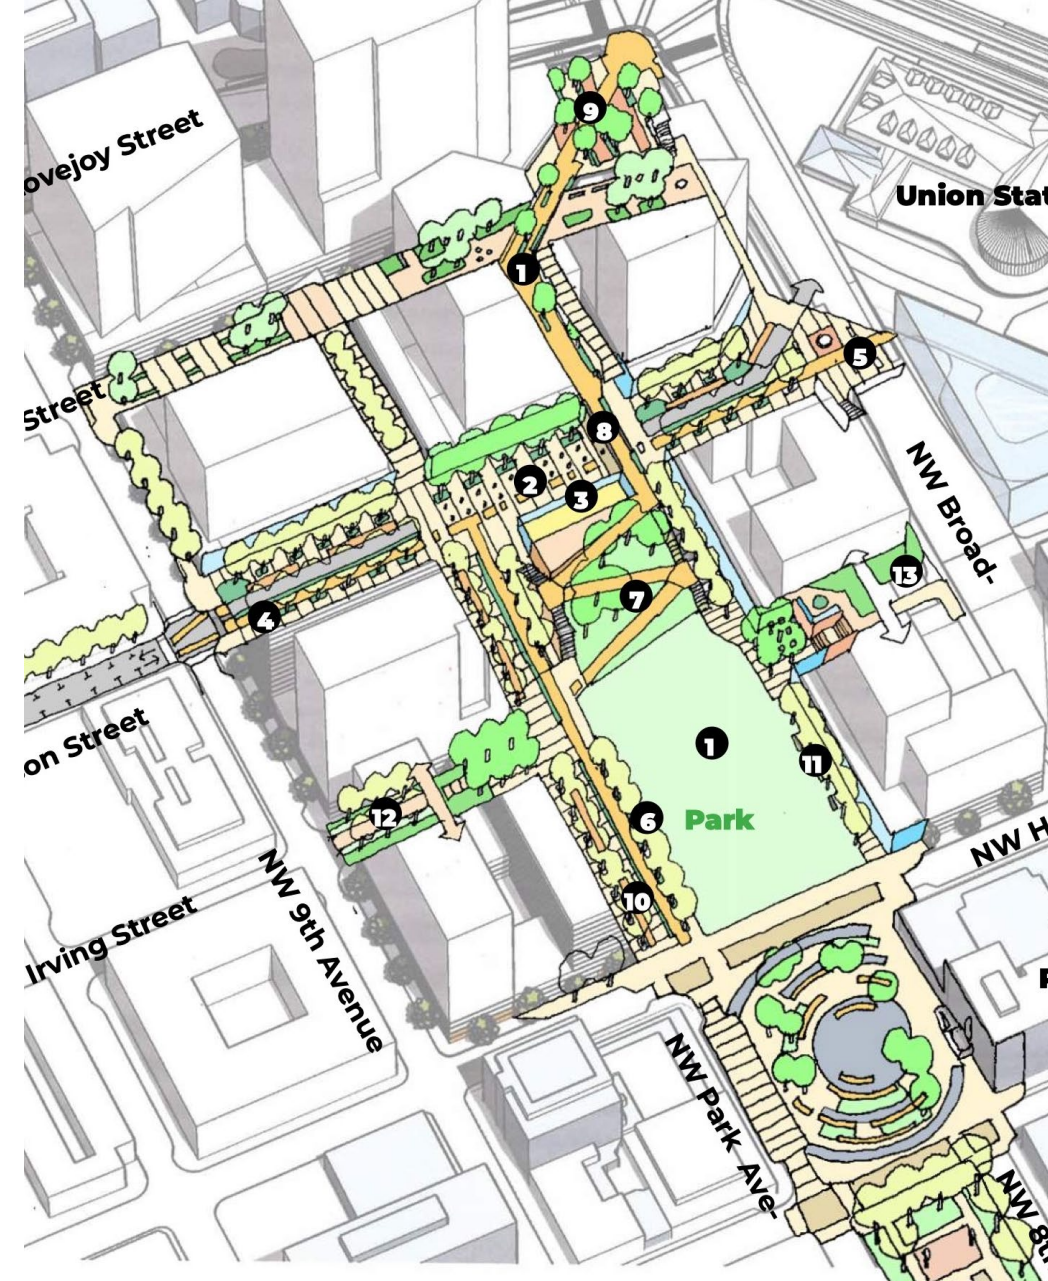 9
ovejoy Street
Union Stat
1
5
Street
8
2
3
NW Broad-
13
7
4
on Street
1
11
Park
6
12
NW H
10
Irving Street
NW 9th Avenue
NW Park Ave-
NW 8th